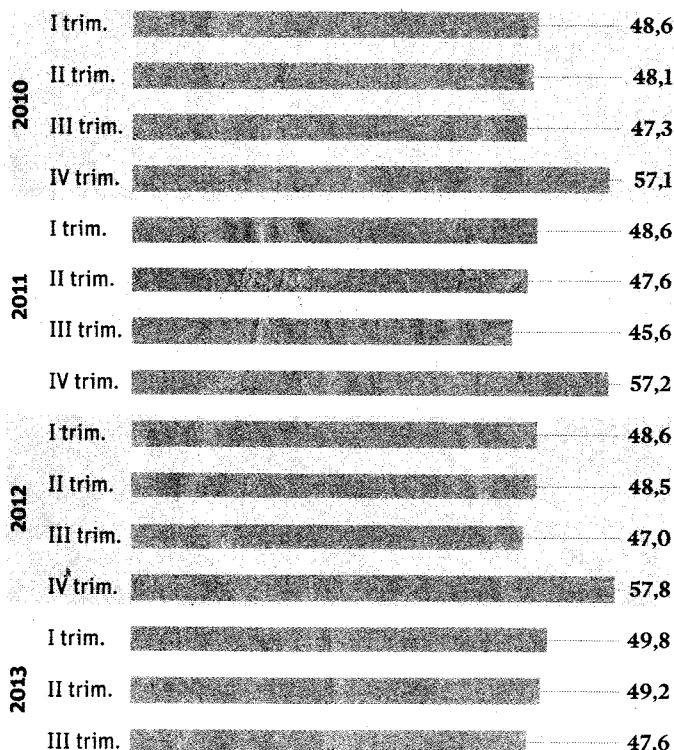 2010
I trim. 48,6
II trim. 48,1
III trim. 47,3
IV trim. 57,1
2011
I trim. 48,6
II trim. 47,6
III trim. 45,6
IV trim. 57,2
2012
I trim. 48,6
II trim. 48,5
III trim. 47,0
IV trim. 57,8
2013
I trim. 49,8
II trim. 49,2
III trim. 47,6